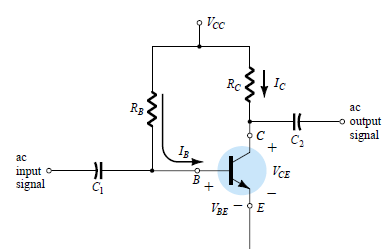 V_CC
R_C
I_C
R_B
ac
output
signal
C
C_2
+
I_B
ac
input
signal
V_CE
B
+
C_1
−
V_BE
−
E